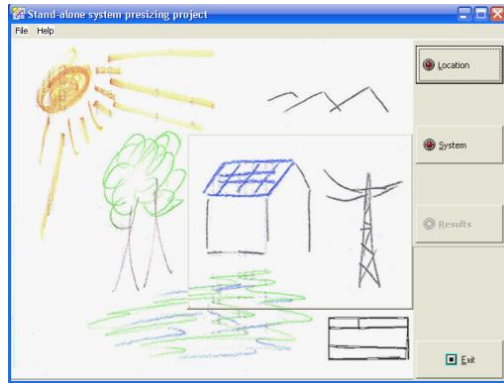 Stand-alone system presizing project
File Help
Location
System
Results
Exit